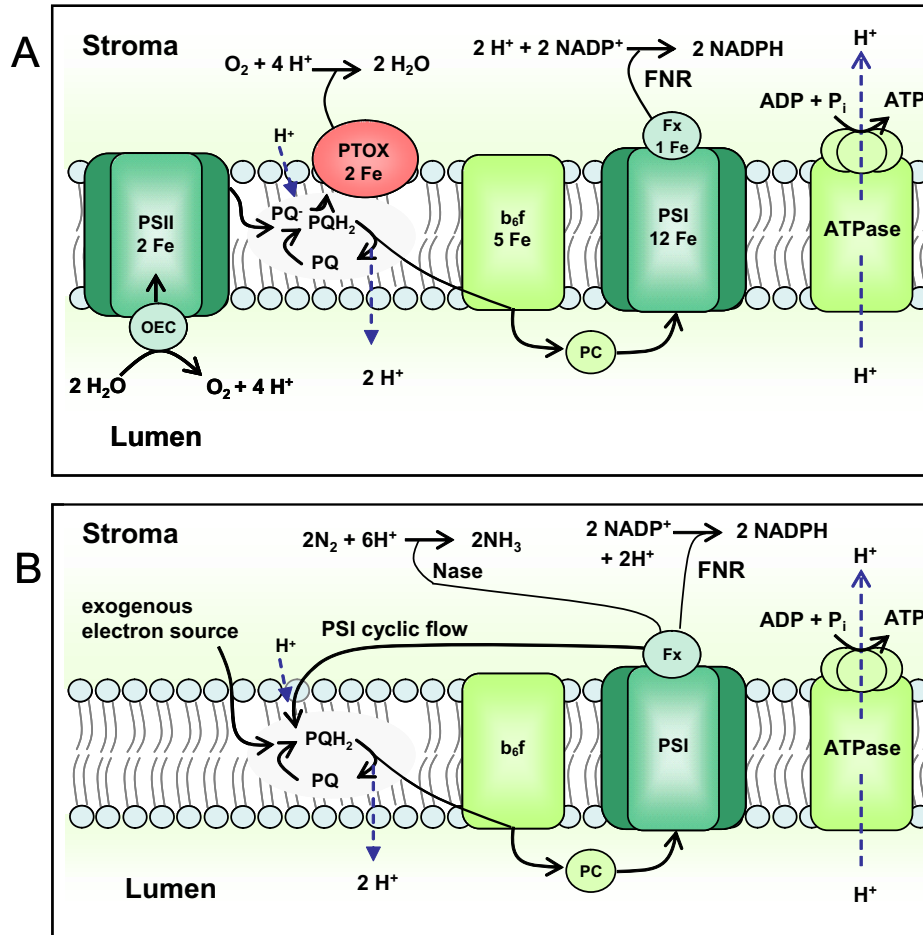 A
Stroma
O₂ + 4 H⁺ 2 H₂O
2 H⁺ + 2 NADP⁺ 2 NADPH
FNR
H⁺
ADP + Pᵢ ATP
H⁺
PTOX
2 Fe
Fx
1 Fe
PSII
2 Fe
PQ⁻ PQH₂
PQ
b₆f
5 Fe
PSI
12 Fe
ATPase
OEC
PC
2 H₂O O₂ + 4 H⁺
2 H⁺
H⁺
Lumen
B
Stroma
2N₂ + 6H⁺ 2NH₃
Nase
2 NADP⁺ 2 NADPH
+ 2H⁺
FNR
H⁺
ADP + Pᵢ ATP
exogenous
electron source
H⁺
PSI cyclic flow
Fx
PQH₂
PQ
b₆f
PSI
ATPase
PC
2 H⁺
H⁺
Lumen